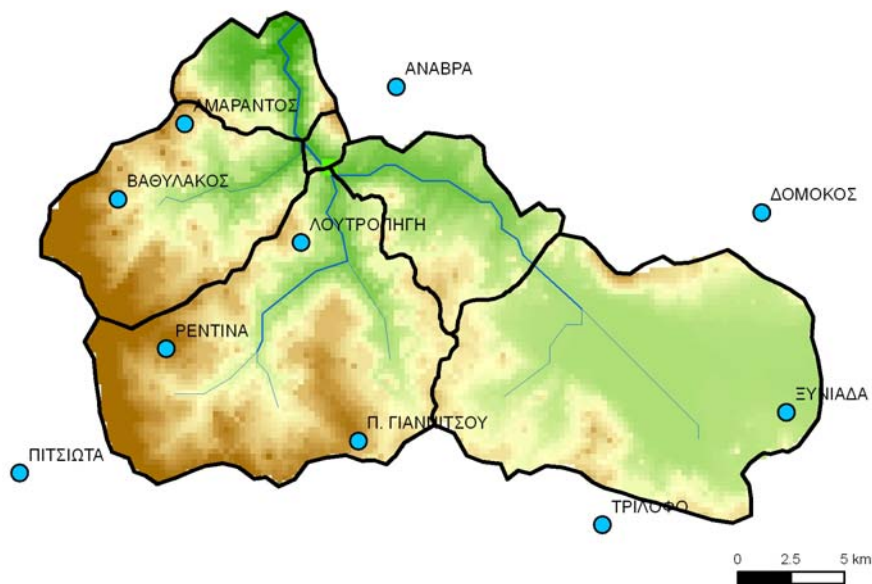 ΑΝΑΒΡΑ
ΑΜΑΡΑΝΤΟΣ
ΒΑΘΥΛΑΚΟΣ
ΔΟΜΟΚΟΣ
ΛΟΥΤΡΟΠΗΓΗ
ΡΕΝΤΙΝΑ
ΞΥΝΙΑΔΑ
Π. ΓΙΑΝΝΙΤΣΟΥ
ΠΙΤΣΙΩΤΑ
ΤΡΙΛΟΦΟ
0 2.5 5 km